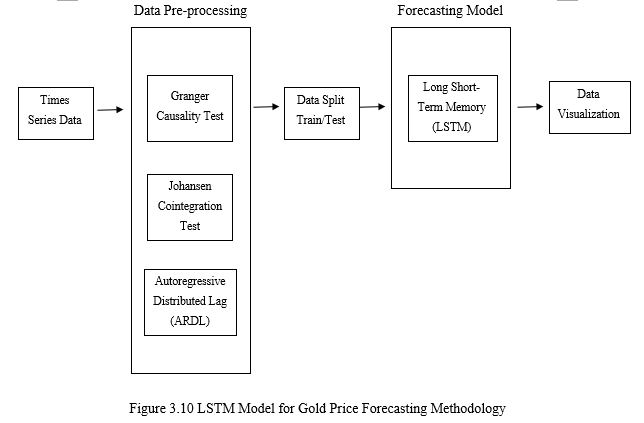 Data Pre-processing
Forecasting Model
Times
Series Data
Granger
Causality Test
Johansen
Cointegration
Test
Autoregressive
Distributed Lag
(ARDL)
Data Split
Train/Test
Long Short-
Term Memory
(LSTM)
Data
Visualization
Figure 3.10 LSTM Model for Gold Price Forecasting Methodology